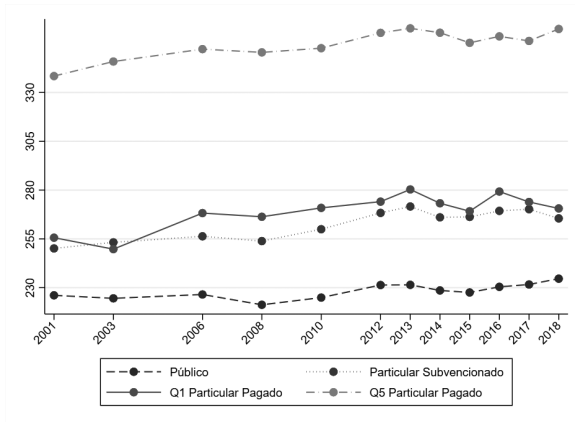 330
305
280
255
230
2001 2003 2006 2008 2010 2012 2013 2014 2015 2016 2017 2018
Público Particular Subvencionado
Q1 Particular Pagado Q5 Particular Pagado